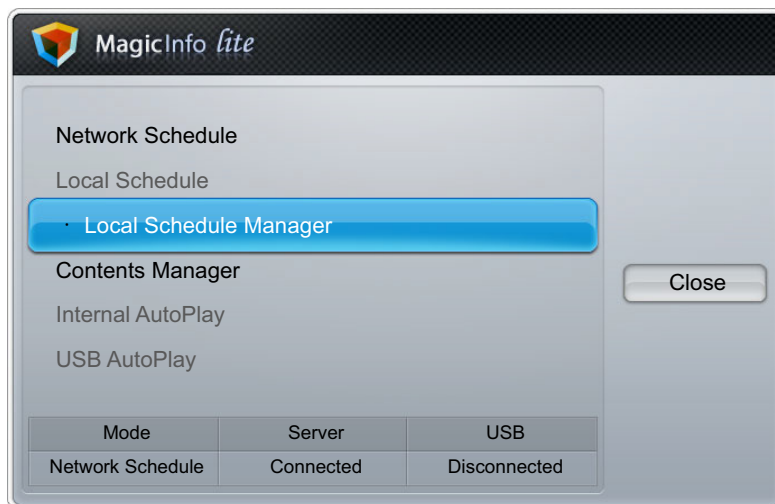 MagicInfo lite
Network Schedule
Local Schedule
· Local Schedule Manager
Contents Manager
Close
Internal AutoPlay
USB AutoPlay
Mode Server USB
Network Schedule Connected Disconnected